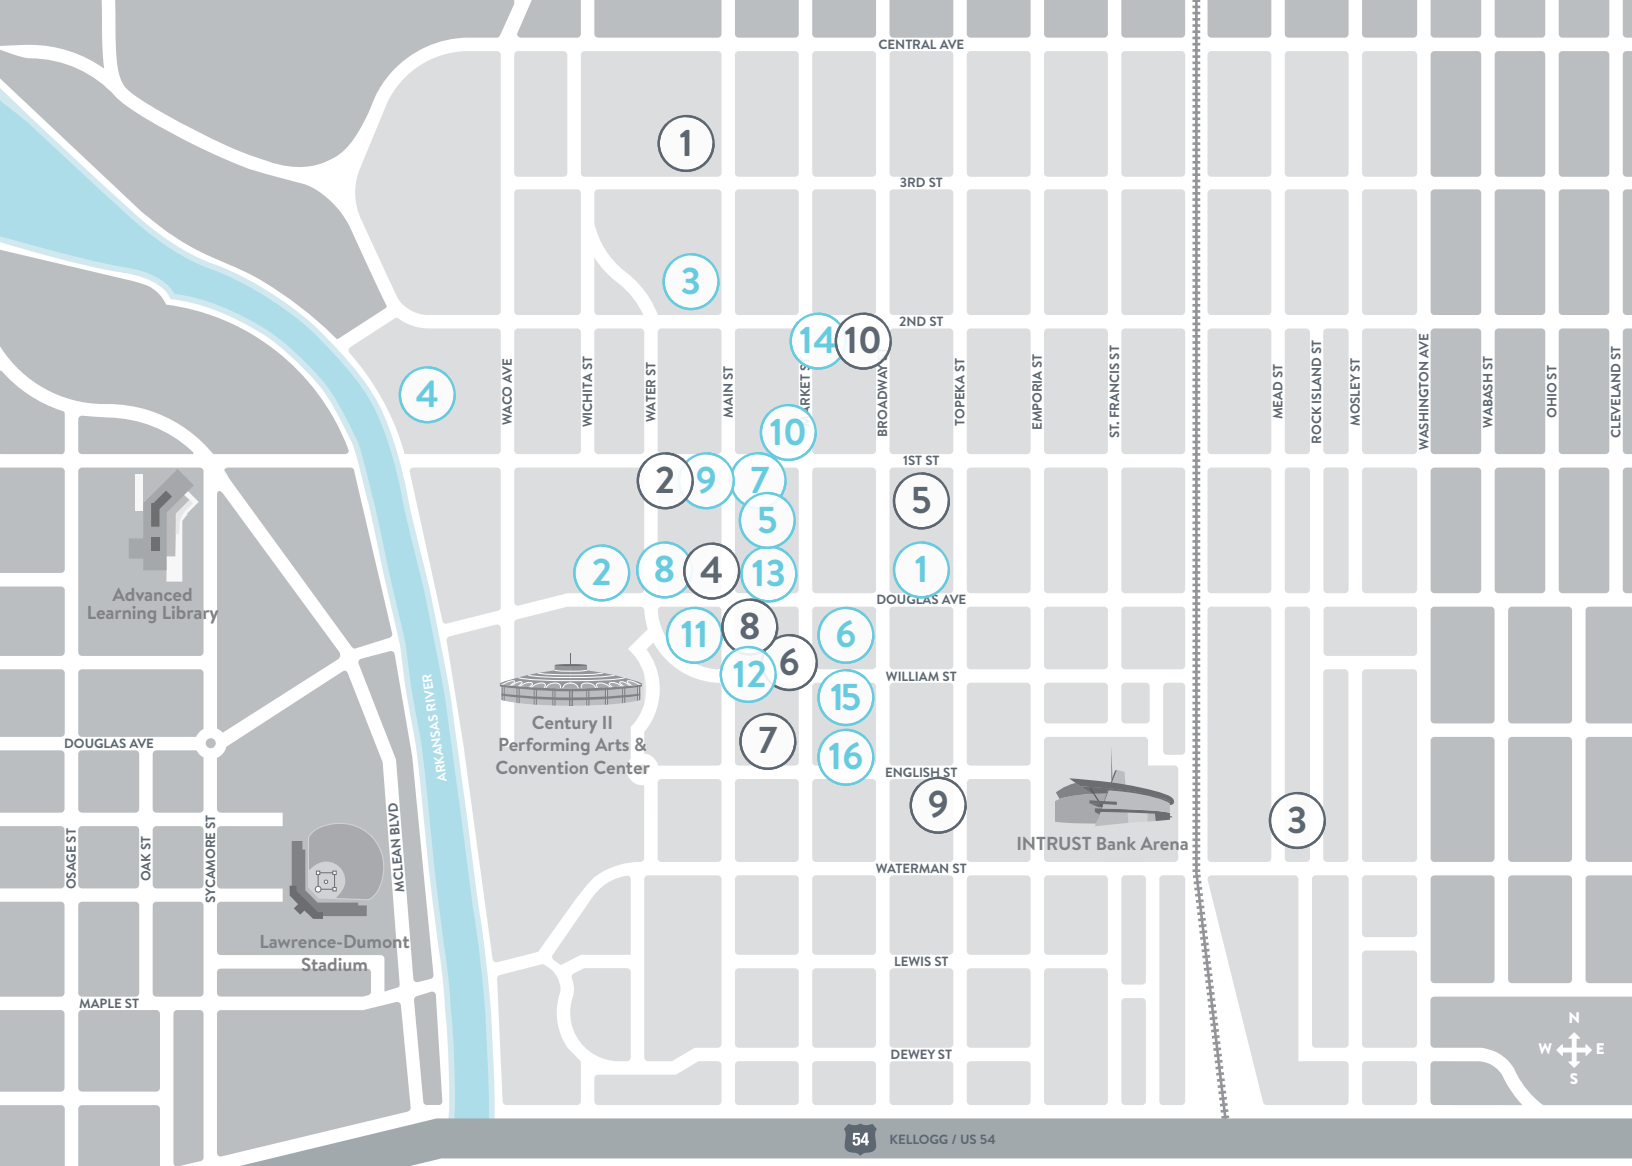 CENTRAL AVE
1
3RD ST
3
2ND ST
14
10
4
WACO AVE
WICHITA ST
WATER ST
MAIN ST
ARKET S
BROADWAY
TOPEKA ST
EMPORIA ST
ST. FRANCIS ST
MEAD ST
ROCK ISLAND ST
MOSLEY ST
WASHINGTON AVE
WABASH ST
OHIO ST
CLEVELAND ST
10
1ST ST
2
9
7
5
5
2
8
4
13
1
Advanced
Learning Library
DOUGLAS AVE
11
8
6
6
12
WILLIAM ST
15
Century II
Performing Arts &
Convention Center
7
16
ARKANSAS RIVER
DOUGLAS AVE
ENGLISH ST
9
3
INTRUST Bank Arena
OSAGE ST
OAK ST
SYCAMORE ST
MCLEAN BLVD
WATERMAN ST
Lawrence-Dumont
Stadium
LEWIS ST
MAPLE ST
DEWEY ST
N
W
E
S
54
KELLOGG / US 54